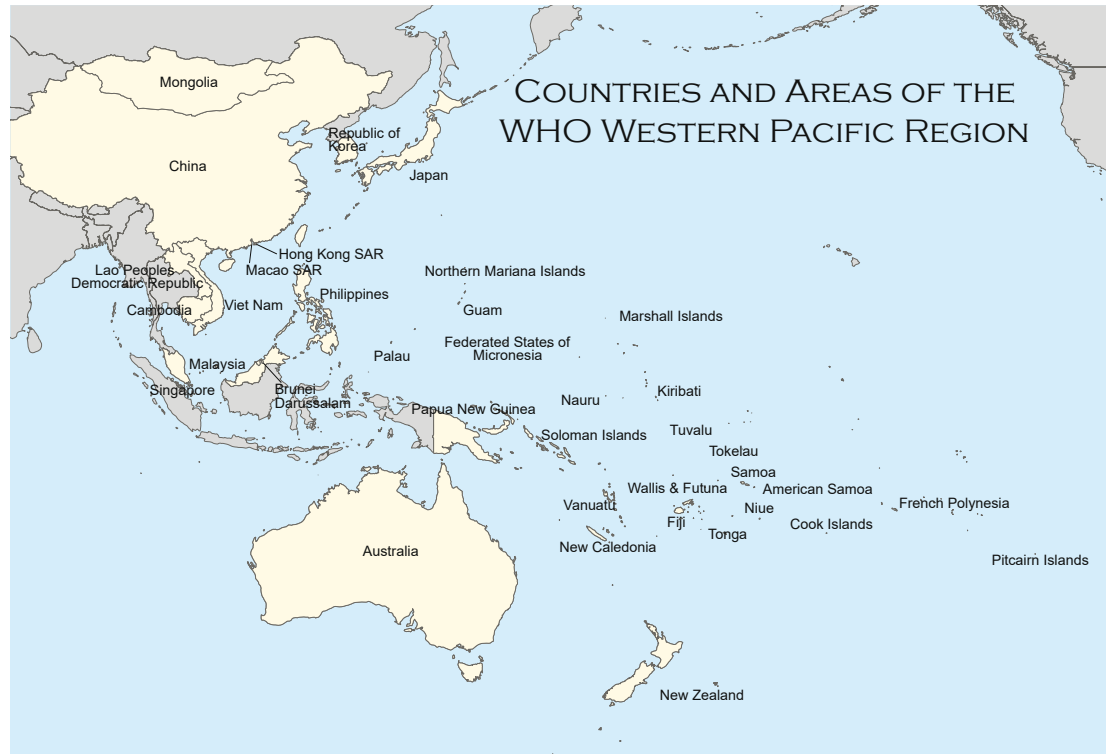 COUNTRIES AND AREAS OF THE
WHO WESTERN PACIFIC REGION
Mongolia
Republic of
Korea
China
Japan
Hong Kong SAR
Macao SAR
Lao Peoples
Democratic Republic
Northern Mariana Islands
Philippines
Viet Nam
Cambodia
Guam
Marshall Islands
Federated States of
Micronesia
Palau
Malaysia
Singapore
Brunei
Darussalam
Kiribati
Nauru
Papua New Guinea
Tuvalu
Soloman Islands
Tokelau
Samoa
Wallis & Futuna
American Samoa
Vanuatu
French Polynesia
Niue
Fiji
Cook Islands
Tonga
New Caledonia
Australia
Pitcairn Islands
New Zealand